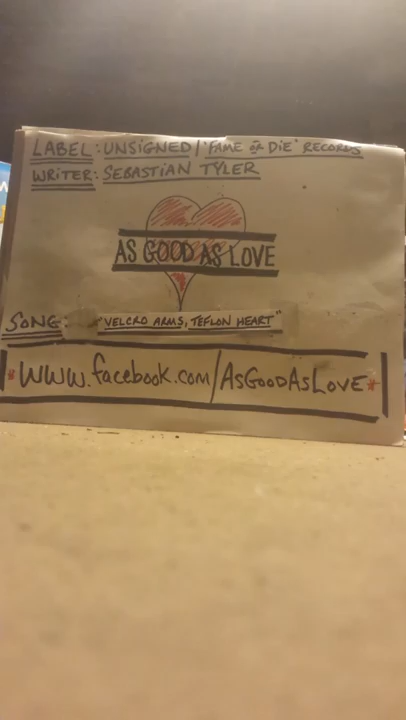 LABEL: UNSIGNED / 'FAME OR DIE' RECORDS
WRITER: SEBASTIAN TYLER
AS GOOD AS LOVE
SONG: "VELCRO ARMS, TEFLON HEART"
*WWW.facebook.com/ASGOODASLOVE*